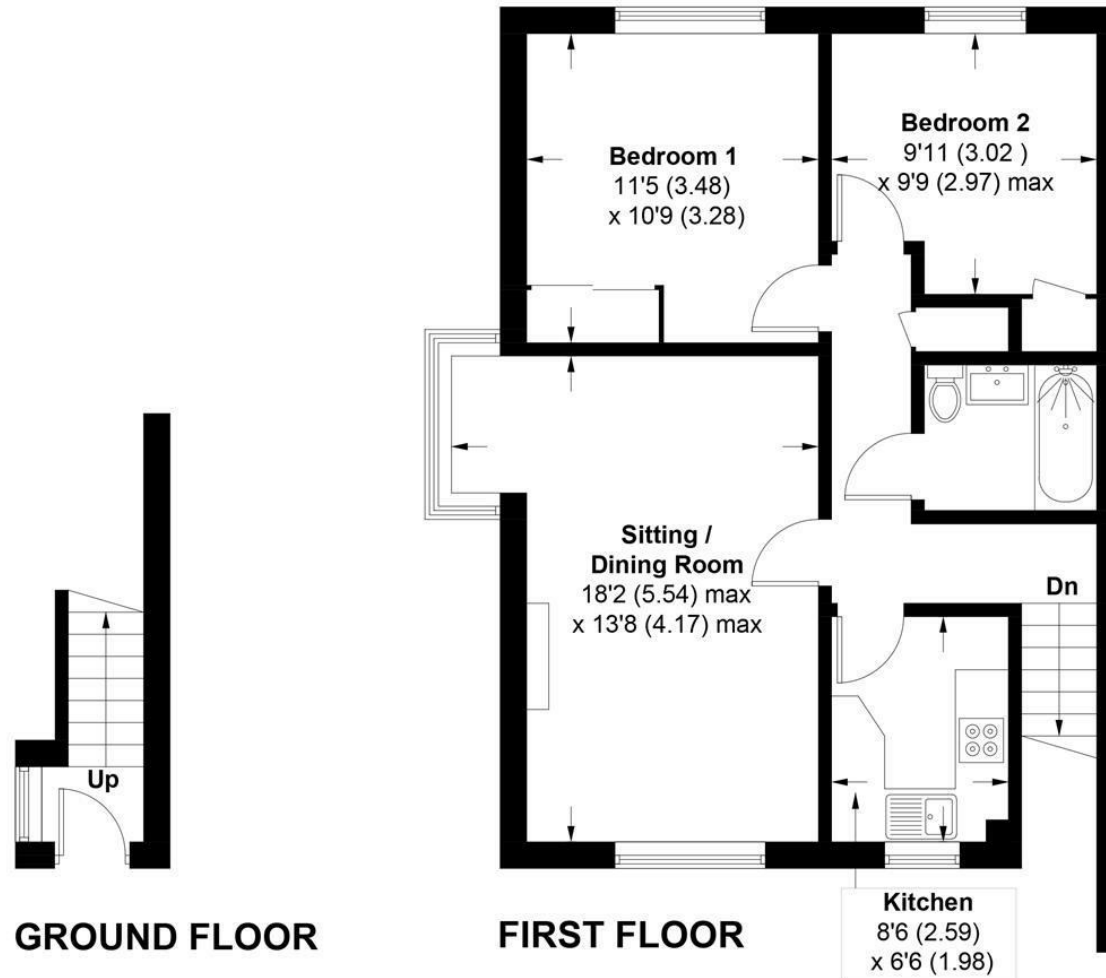 Bedroom 1
11'5 (3.48)
x 10'9 (3.28)
Bedroom 2
9'11 (3.02 )
x 9'9 (2.97) max
Sitting /
Dining Room
18'2 (5.54) max
x 13'8 (4.17) max
Dn
Up
Kitchen
8'6 (2.59)
x 6'6 (1.98)
GROUND FLOOR
FIRST FLOOR